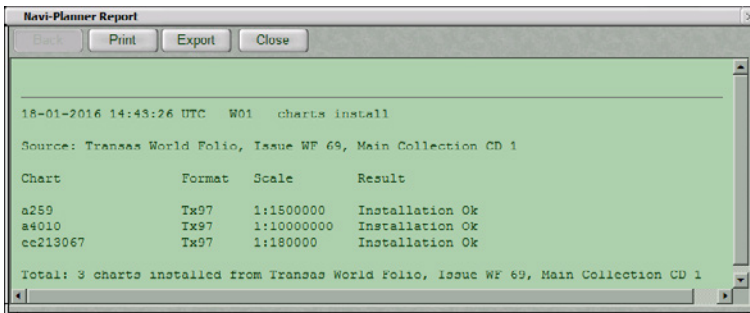 Navi-Planner Report
Back Print Export Close
18-01-2016 14:43:26 UTC W01 charts install
Source: Transas World Folio, Issue WF 69, Main Collection CD 1
Chart Format Scale Result
a259 Tx97 1:1500000 Installation Ok
a4010 Tx97 1:10000000 Installation Ok
ec213067 Tx97 1:180000 Installation Ok
Total: 3 charts installed from Transas World Folio, Issue WF 69, Main Collection CD 1